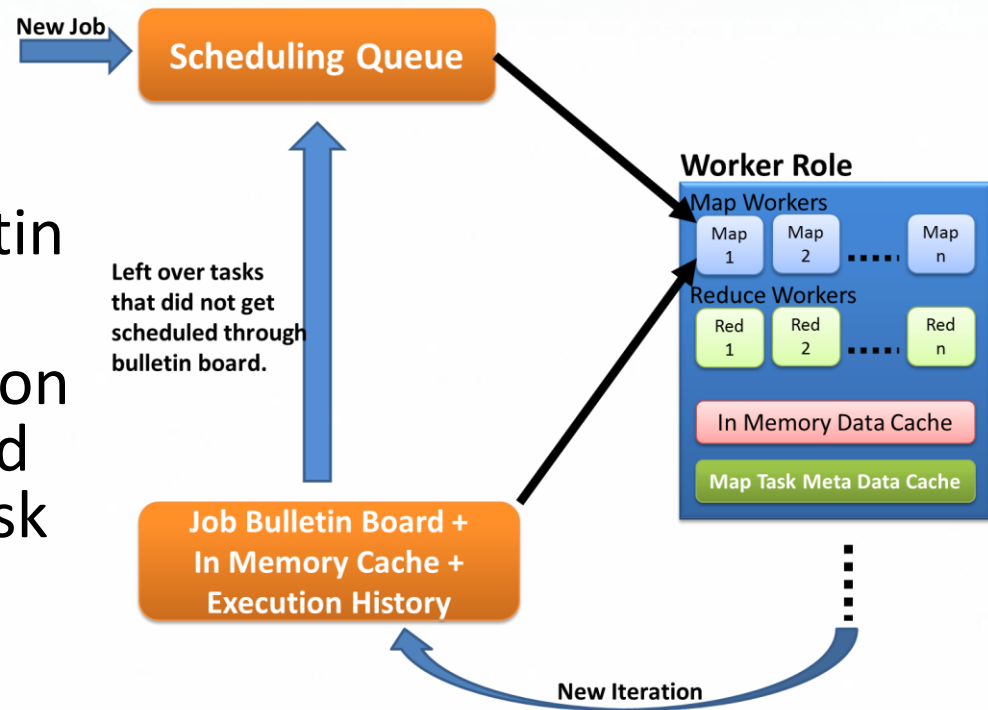 New Job
Scheduling Queue
Left over tasks
that did not get
scheduled through
bulletin board.
Worker Role
Map Workers
Map
1
Map
2
Map
n
Reduce Workers
Red
1
Red
2
Red
n
In Memory Data Cache
Map Task Meta Data Cache
Job Bulletin Board +
In Memory Cache +
Execution History
New Iteration